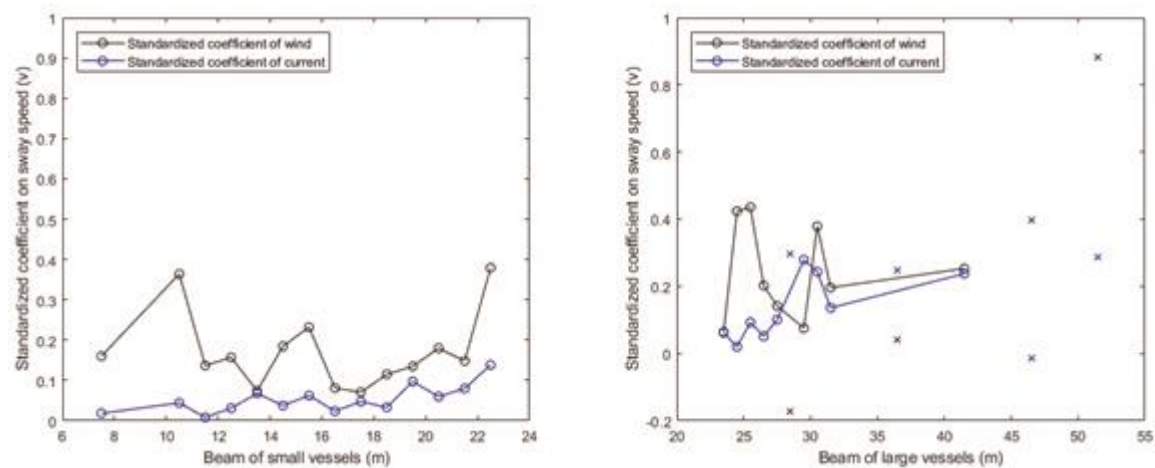 Standardized coefficient on sway speed (v)
1
0.9
0.8
0.7
0.6
0.5
0.4
0.3
0.2
0.1
0
Standardized coefficient of wind
Standardized coefficient of current
6 8 10 12 14 16 18 20 22 24
Beam of small vessels (m)
Standardized coefficient on sway speed (v)
1
0.8
0.6
0.4
0.2
0
-0.2
Standardized coefficient of wind
Standardized coefficient of current
20 25 30 35 40 45 50 55
Beam of large vessels (m)